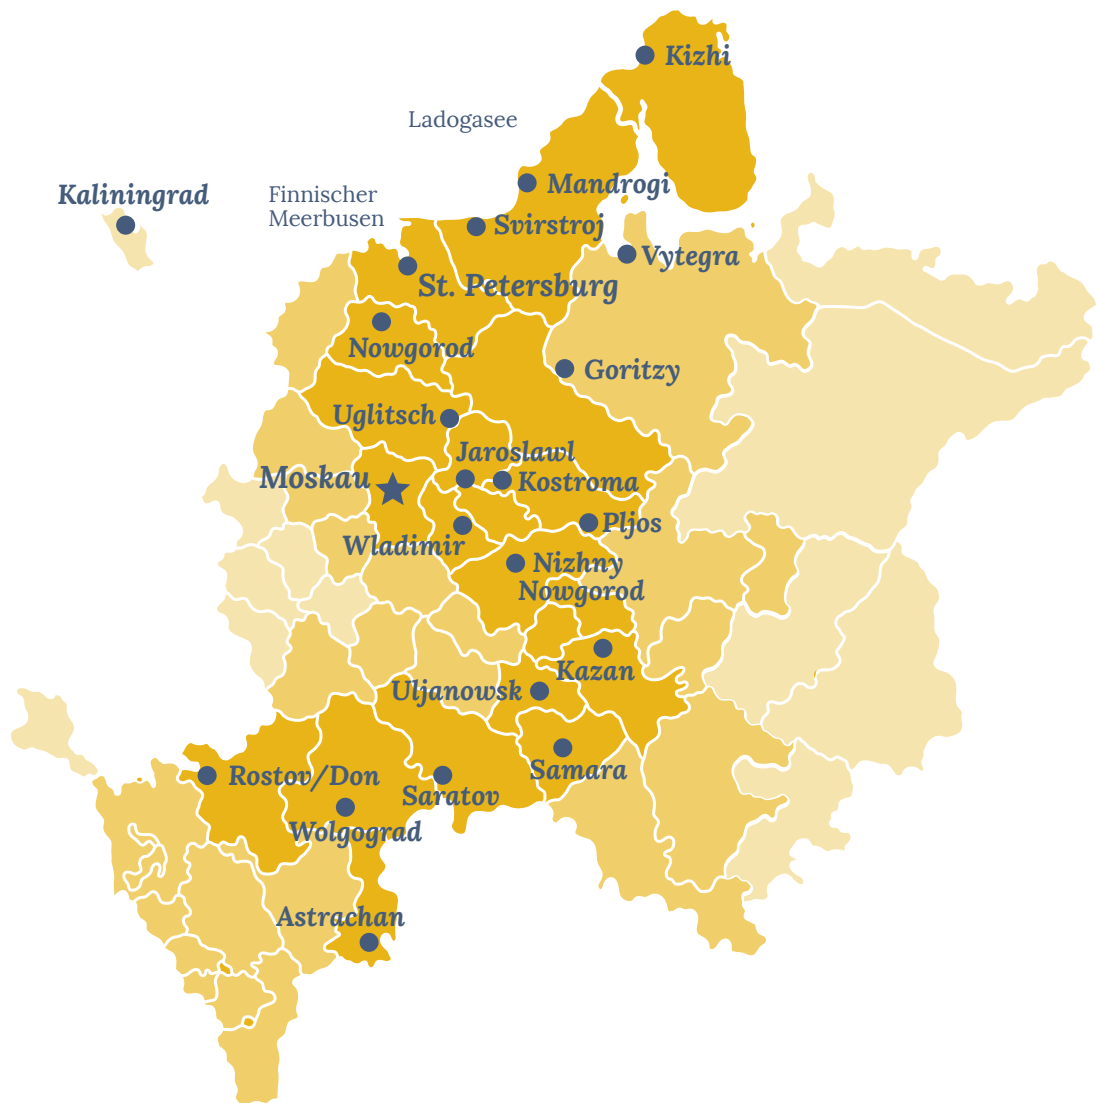 Kizhi
Ladogasee
Mandrogi
Kaliningrad
Finnischer
Meerbusen
Svirstroj
Vytegra
St. Petersburg
Nowgorod
Goritzy
Uglitsch
Jaroslawl
Moskau
Kostroma
Pljos
Wladimir
Nizhny
Nowgorod
Kazan
Uljanowsk
Samara
Rostov/Don
Saratov
Wolgograd
Astrachan